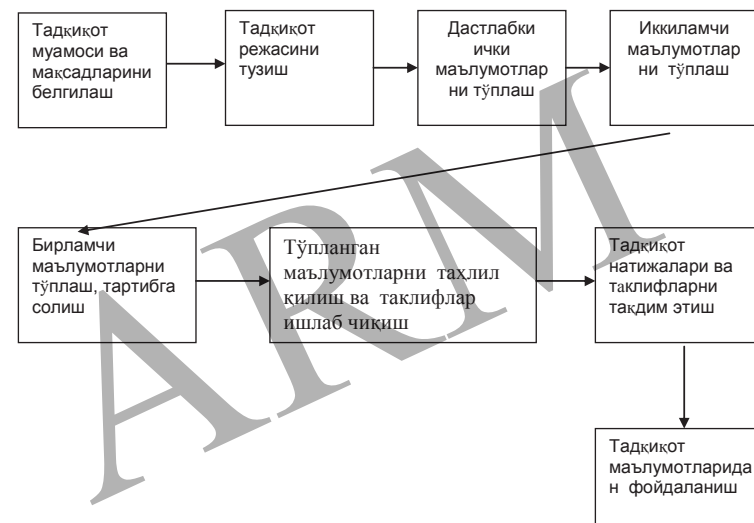 Тадқиқот
муамоси ва
мақсадларини
белгилаш
Тадқиқот
режасини
тузиш
Дастлабки
ички
маълумотлар
ни тўплаш
Иккиламчи
маълумотлар
ни тўплаш
Бирламчи
маълумотларни
тўплаш, тартибга
солиш
Тўпланган
маълумотларни таҳлил
қилиш ва таклифлар
ишлаб чиқиш
Тадқиқот
натижалари ва
таклифларни
тақдим этиш
Тадқиқот
маълумотларида
н фойдаланиш
ARM